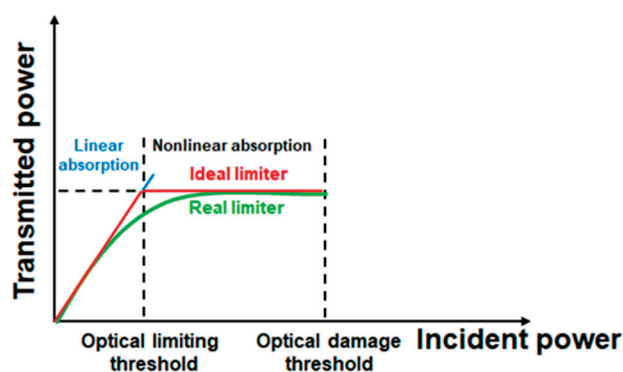 Transmitted power
Linear
absorption
Nonlinear absorption
Ideal limiter
Real limiter
Optical limiting
threshold
Optical damage
threshold
Incident power